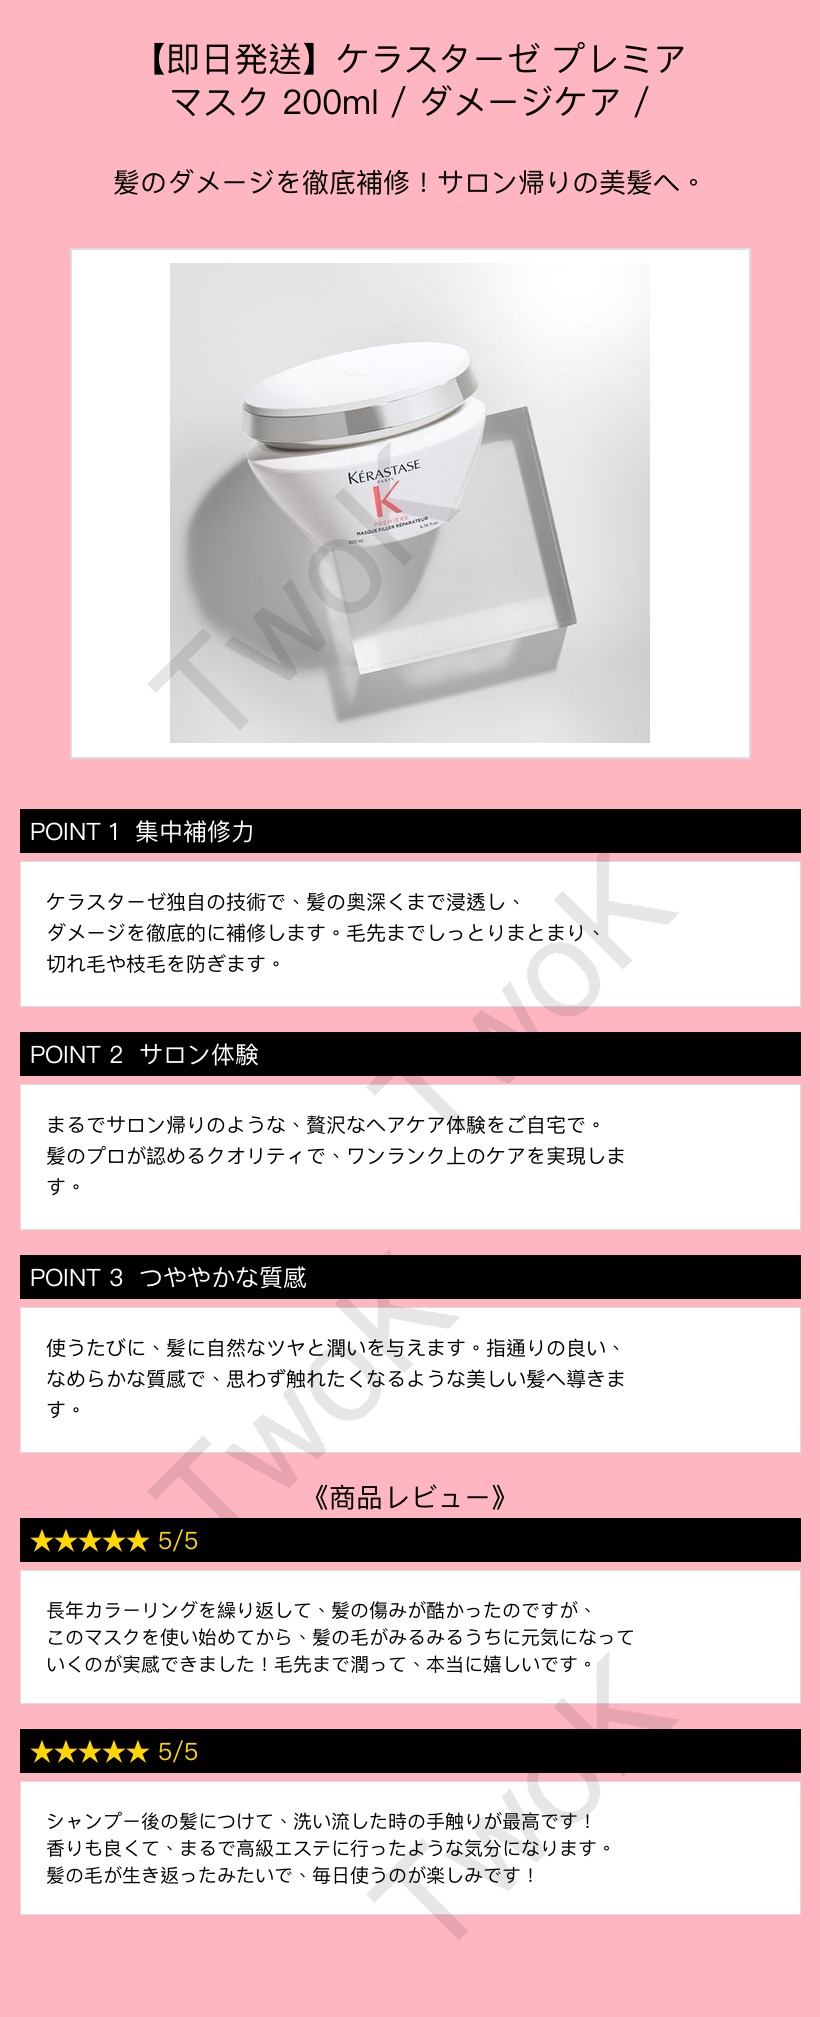 【即日発送】ケラスターゼ プレミア
マスク 200ml / ダメージケア /
髪のダメージを徹底補修！サロン帰りの美髪へ。
KÉRASTASE
PARIS
K
PREMIÈRE
MASQUE FILLER RÉPARATEUR
200 ml
6.76 fl.oz.
TwoK
POINT 1 集中補修力
ケラスターゼ独自の技術で、髪の奥深くまで浸透し、
ダメージを徹底的に補修します。毛先までしっとりまとまり、
切れ毛や枝毛を防ぎます。
TwoK
POINT 2 サロン体験
まるでサロン帰りのような、贅沢なヘアケア体験をご自宅で。
髪のプロが認めるクオリティで、ワンランク上のケアを実現しま
す。
POINT 3 つややかな質感
使うたびに、髪に自然なツヤと潤いを与えます。指通りの良い、
なめらかな質感で、思わず触れたくなるような美しい髪へ導きま
す。
TwoK
《商品レビュー》
★★★★★ 5/5
長年カラーリングを繰り返して、髪の傷みが酷かったのですが、
このマスクを使い始めてから、髪の毛がみるみるうちに元気になって
いくのが実感できました！毛先まで潤って、本当に嬉しいです。
★★★★★ 5/5
シャンプー後の髪につけて、洗い流した時の手触りが最高です！
香りも良くて、まるで高級エステに行ったような気分になります。
髪の毛が生き返ったみたいで、毎日使うのが楽しみです！
TwoK